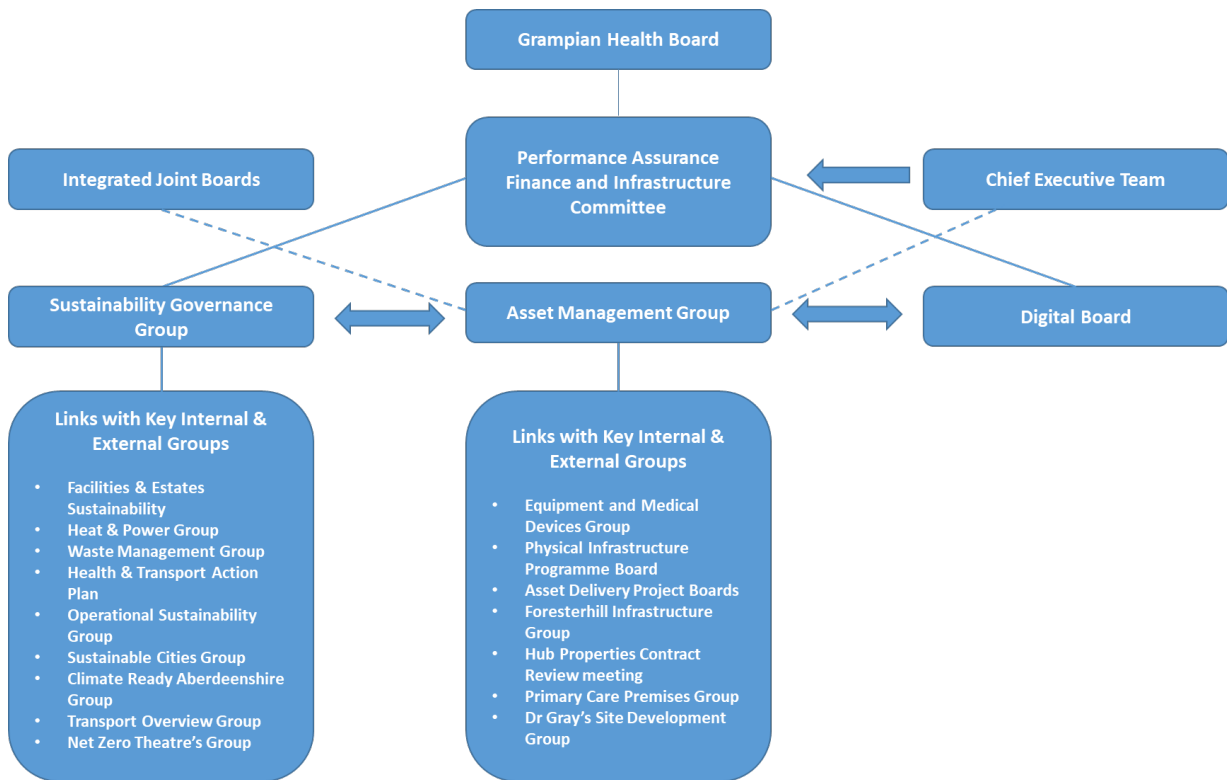 Grampian Health Board
Performance Assurance
Finance and Infrastructure
Committee
Integrated Joint Boards
Chief Executive Team
Sustainability Governance
Group
Asset Management Group
Digital Board
Links with Key Internal &
External Groups
• Facilities & Estates
Sustainability
• Heat & Power Group
• Waste Management Group
• Health & Transport Action
Plan
• Operational Sustainability
Group
• Sustainable Cities Group
• Climate Ready Aberdeenshire
Group
• Transport Overview Group
• Net Zero Theatre’s Group
Links with Key Internal &
External Groups
• Equipment and Medical
Devices Group
• Physical Infrastructure
Programme Board
• Asset Delivery Project Boards
• Foresterhill Infrastructure
Group
• Hub Properties Contract
Review meeting
• Primary Care Premises Group
• Dr Gray’s Site Development
Group